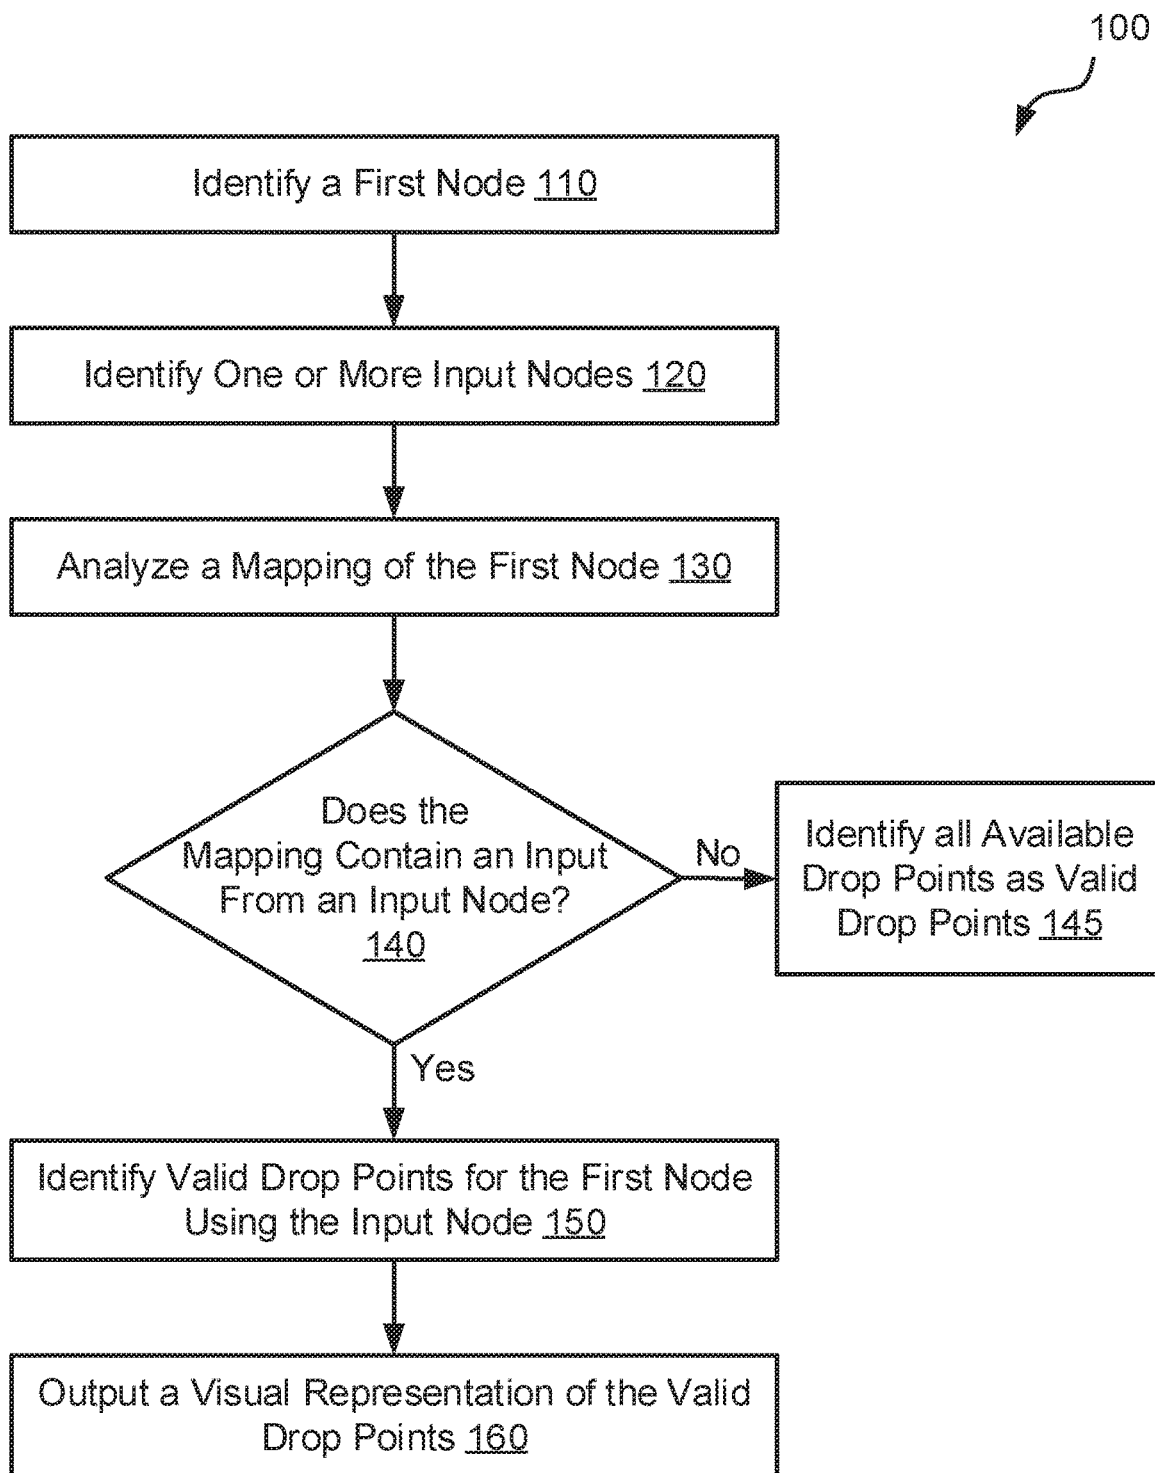 100
Identify a First Node 110
Identify One or More Input Nodes 120
Analyze a Mapping of the First Node 130
Does the
Mapping Contain an Input
From an Input Node?
140
No
Identify all Available
Drop Points as Valid
Drop Points 145
Yes
Identify Valid Drop Points for the First Node
Using the Input Node 150
Output a Visual Representation of the Valid
Drop Points 160